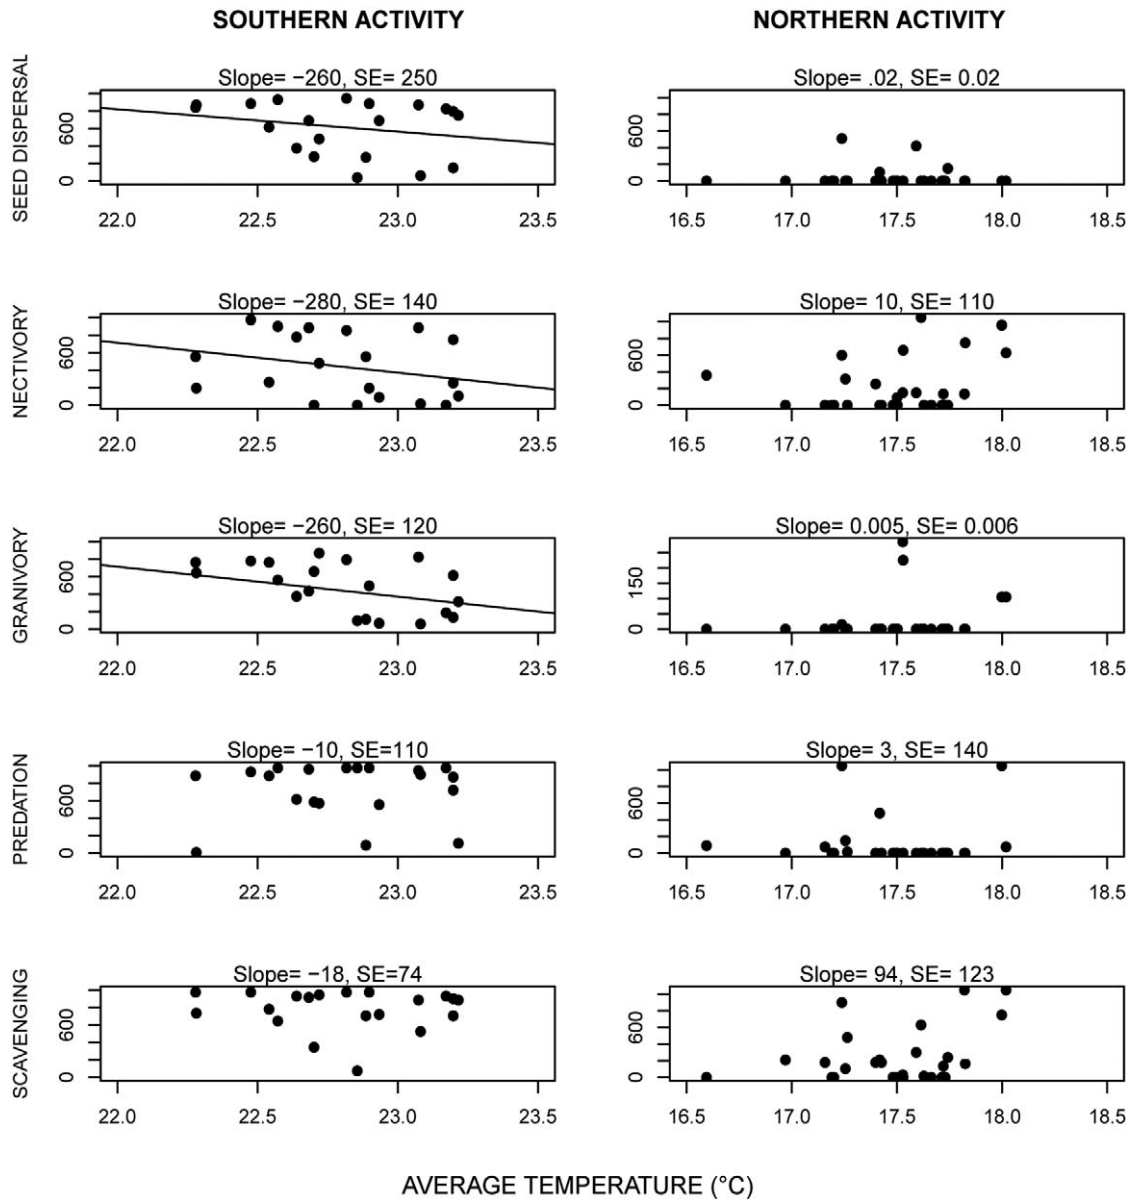 SOUTHERN ACTIVITY NORTHERN ACTIVITY
SEED DISPERSAL
Slope= −260, SE= 250
600
0
22.0 22.5 23.0 23.5
Slope= .02, SE= 0.02
600
0
16.5 17.0 17.5 18.0 18.5
NECTIVORY
Slope= −280, SE= 140
600
0
22.0 22.5 23.0 23.5
Slope= 10, SE= 110
600
0
16.5 17.0 17.5 18.0 18.5
GRANIVORY
Slope= −260, SE= 120
600
0
22.0 22.5 23.0 23.5
Slope= 0.005, SE= 0.006
150
0
16.5 17.0 17.5 18.0 18.5
PREDATION
Slope= −10, SE=110
600
0
22.0 22.5 23.0 23.5
Slope= 3, SE= 140
600
0
16.5 17.0 17.5 18.0 18.5
SCAVENGING
Slope= −18, SE=74
600
0
22.0 22.5 23.0 23.5
Slope= 94, SE= 123
600
0
16.5 17.0 17.5 18.0 18.5
AVERAGE TEMPERATURE (°C)